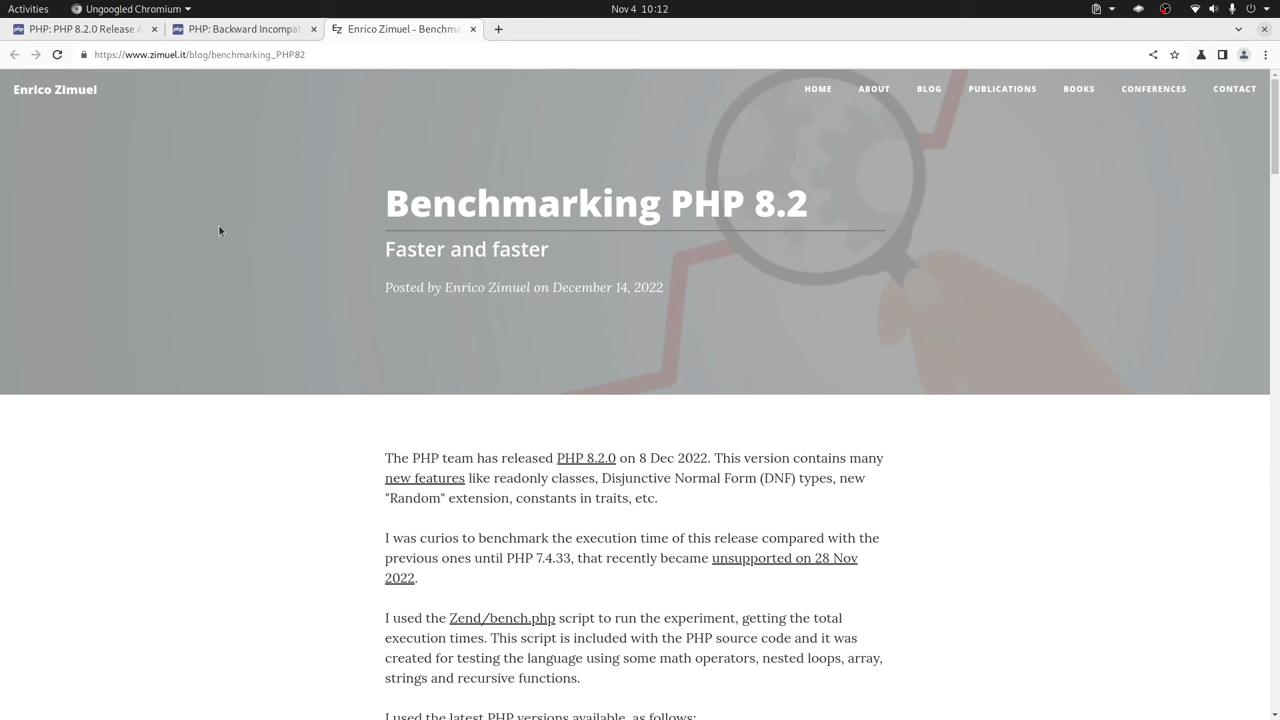 Activities
Ungoogled Chromium
Nov 4 10:12
PHP: PHP 8.2.0 Release A
PHP: Backward Incompat
Enrico Zimuel - Benchma
https://www.zimuel.it/blog/benchmarking_PHP82
Enrico Zimuel
HOME
ABOUT
BLOG
PUBLICATIONS
BOOKS
CONFERENCES
CONTACT
Benchmarking PHP 8.2
Faster and faster
Posted by Enrico Zimuel on December 14, 2022
The PHP team has released PHP 8.2.0 on 8 Dec 2022. This version contains many
new features like readonly classes, Disjunctive Normal Form (DNF) types, new
"Random" extension, constants in traits, etc.
I was curios to benchmark the execution time of this release compared with the
previous ones until PHP 7.4.33, that recently became unsupported on 28 Nov
2022.
I used the Zend/bench.php script to run the experiment, getting the total
execution times. This script is included with the PHP source code and it was
created for testing the language using some math operators, nested loops, array,
strings and recursive functions.
I used the latest PHP versions available, as follows: